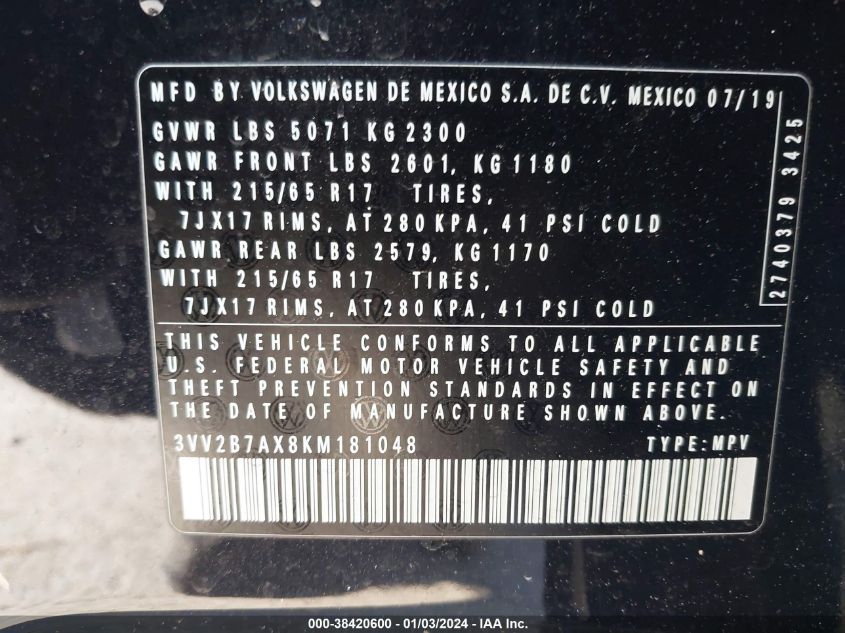 MFD BY VOLKSWAGEN DE MEXICO S.A. DE C.V. MEXICO 07/19
GVWR LBS 5071 KG 2300
GAWR FRONT LBS 2601, KG 1180
WITH 215/65 R17 TIRES,
7JX17 RIMS, AT 280 KPA, 41 PSI COLD
GAWR REAR LBS 2579, KG 1170
WITH 215/65 R17 TIRES,
7JX17 RIMS, AT 280 KPA, 41 PSI COLD
2740379 3425
THIS VEHICLE CONFORMS TO ALL APPLICABLE
U.S. FEDERAL MOTOR VEHICLE SAFETY AND
THEFT PREVENTION STANDARDS IN EFFECT ON
THE DATE OF MANUFACTURE SHOWN ABOVE.
3VV2B7AX8KM181048 TYPE:MPV
000-38420600 - 01/03/2024 - IAA Inc.